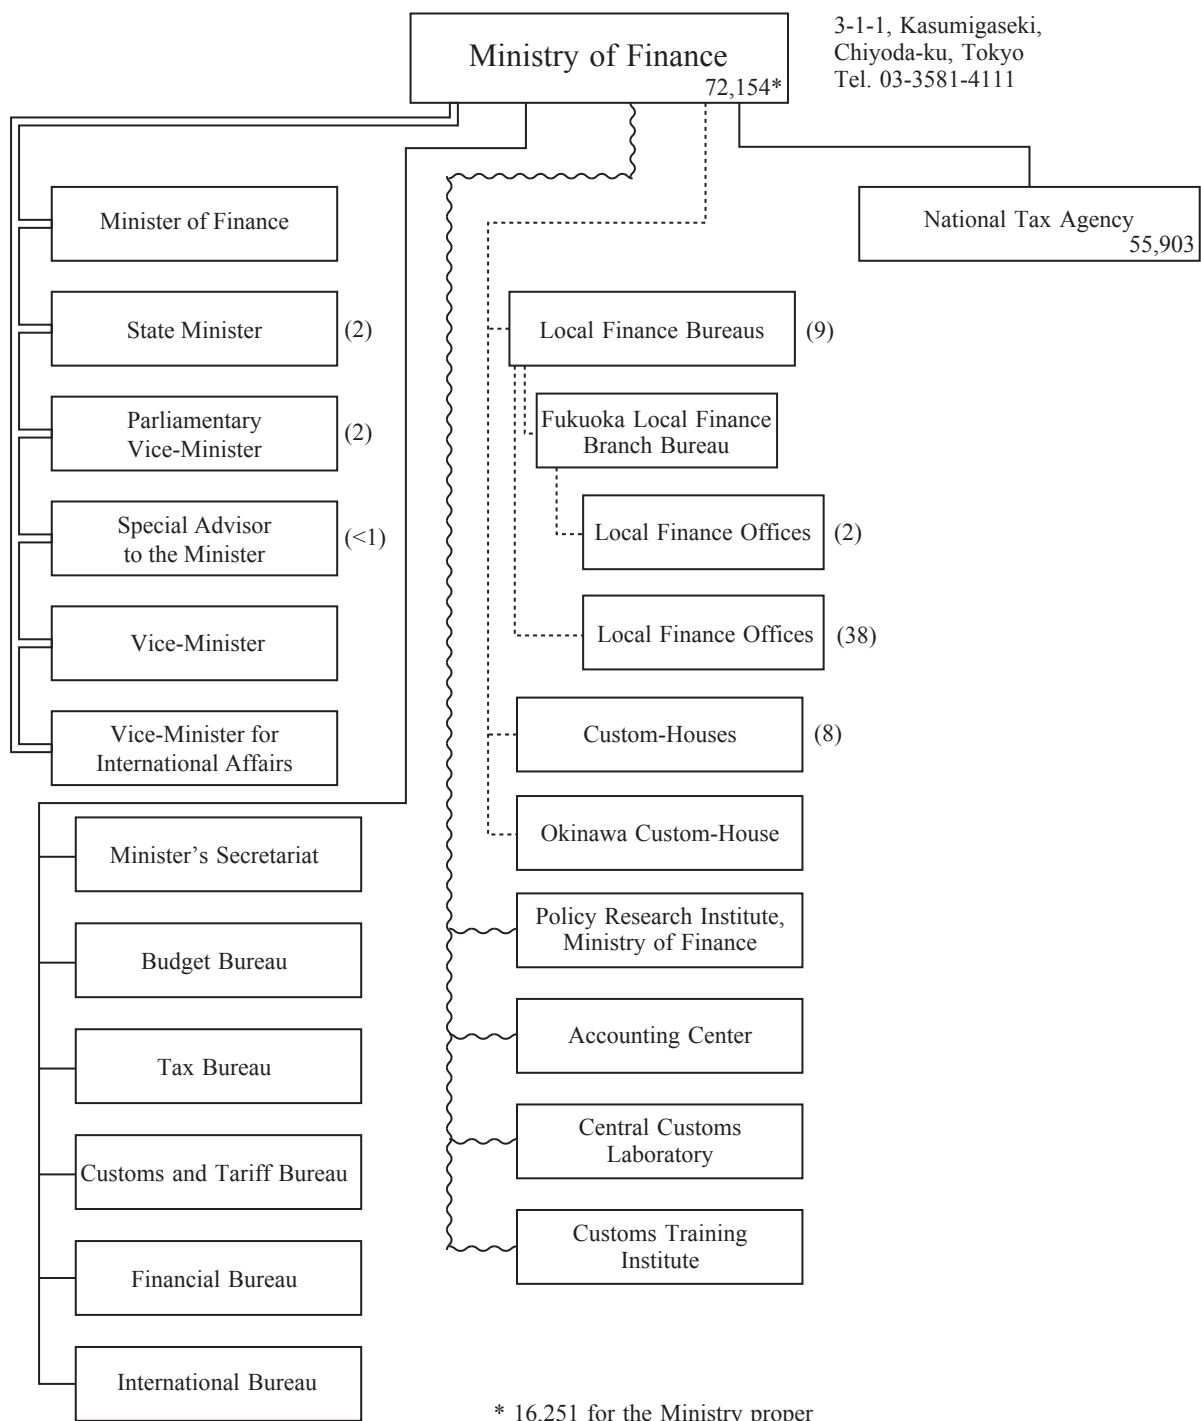 Ministry of Finance
72,154*
3-1-1, Kasumigaseki,
Chiyoda-ku, Tokyo
Tel. 03-3581-4111
Minister of Finance
State Minister
(2)
Parliamentary
Vice-Minister
(2)
Special Advisor
to the Minister
(<1)
Vice-Minister
Vice-Minister for
International Affairs
Minister's Secretariat
Budget Bureau
Tax Bureau
Customs and Tariff Bureau
Financial Bureau
International Bureau
National Tax Agency
55,903
Local Finance Bureaus
(9)
Fukuoka Local Finance
Branch Bureau
Local Finance Offices
(2)
Local Finance Offices
(38)
Custom-Houses
(8)
Okinawa Custom-House
Policy Research Institute,
Ministry of Finance
Accounting Center
Central Customs
Laboratory
Customs Training
Institute
* 16,251 for the Ministry proper